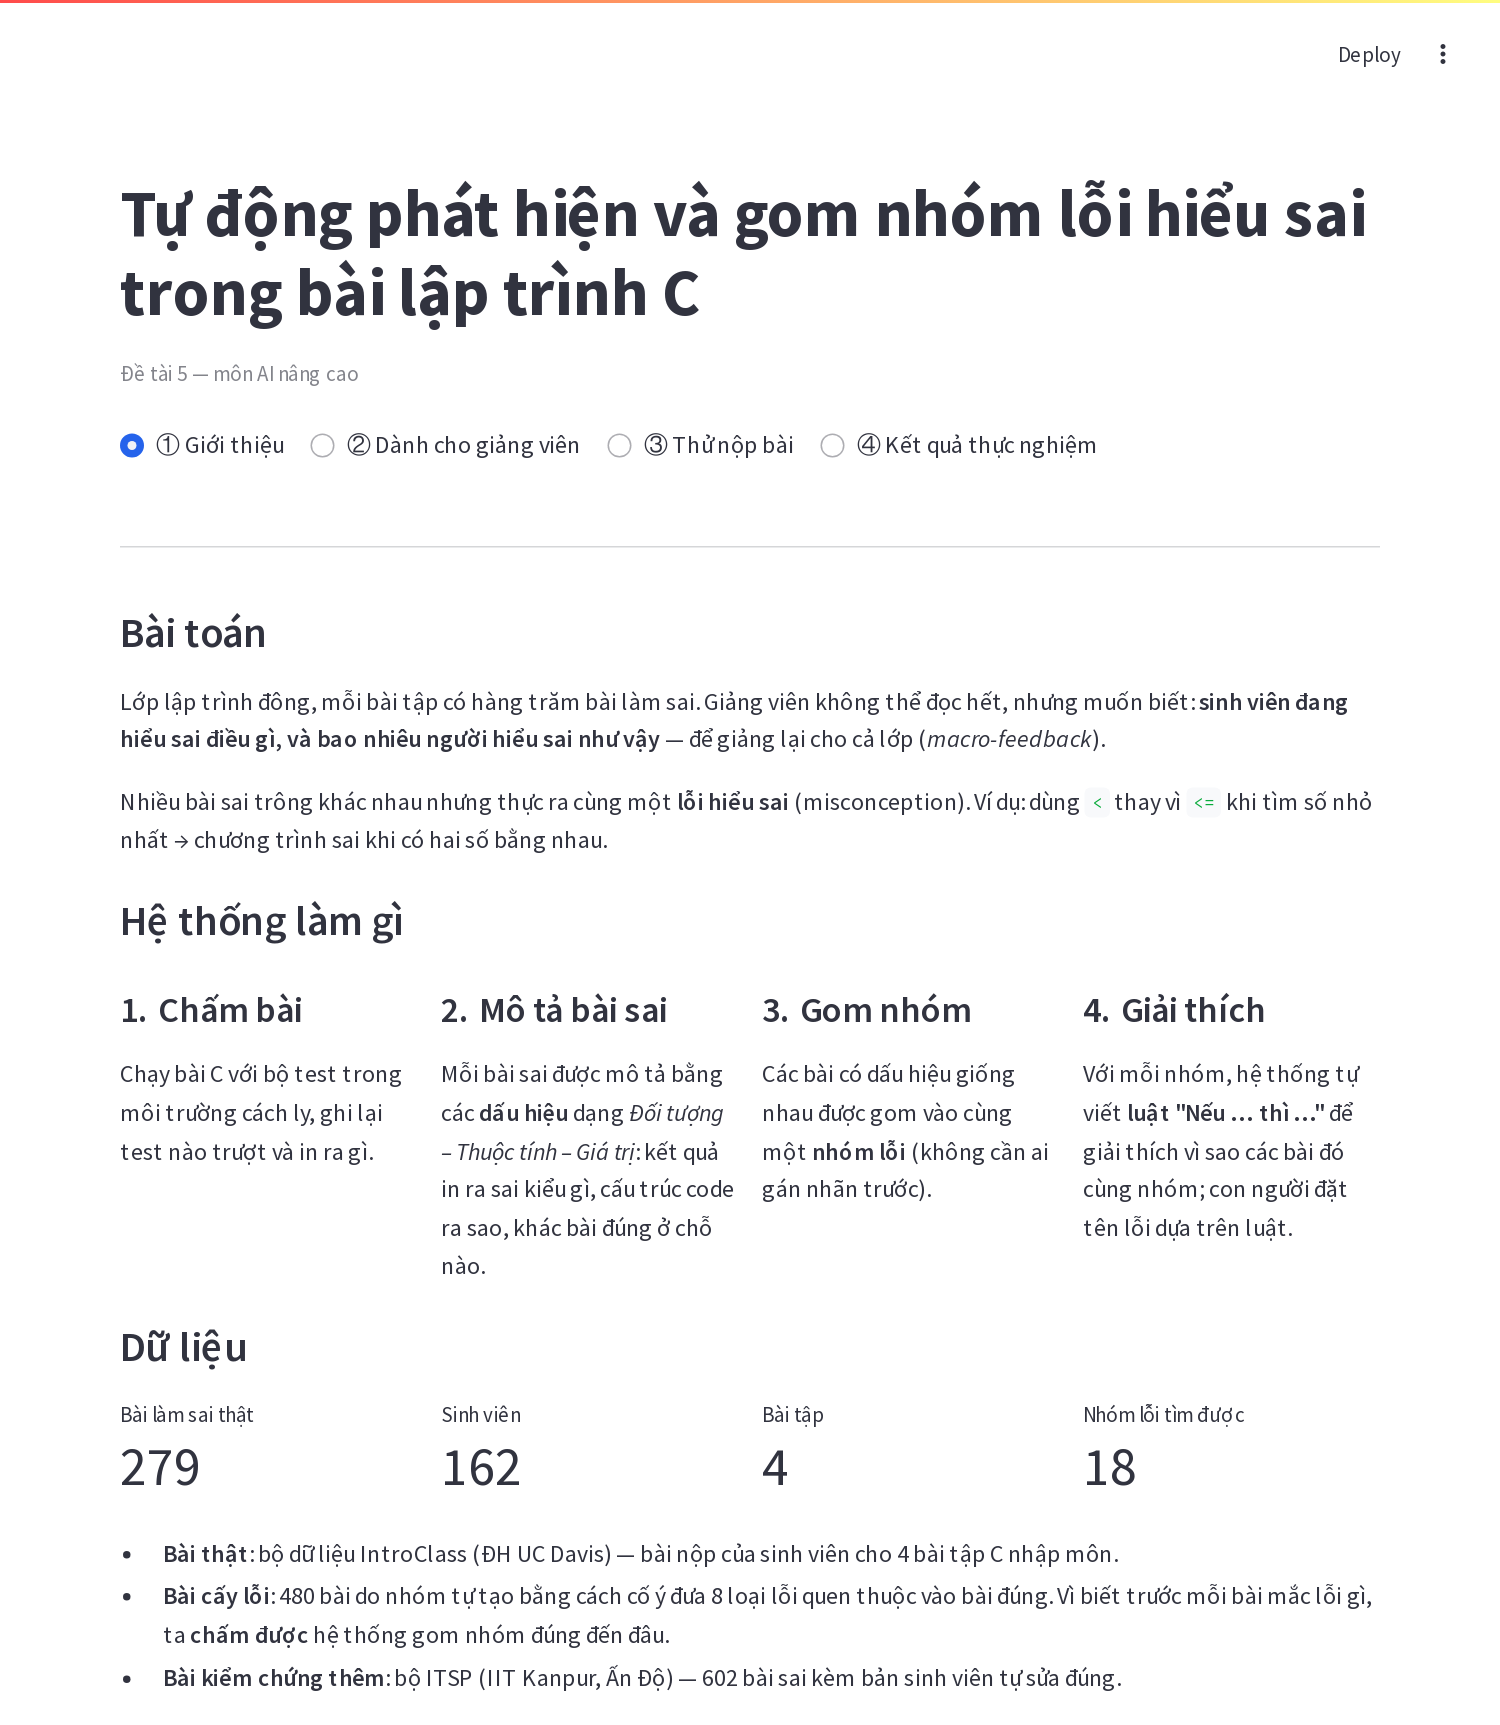 Deploy
Tự động phát hiện và gom nhóm lỗi hiểu sai
trong bài lập trình C
Đề tài 5 — môn AI nâng cao
① Giới thiệu ② Dành cho giảng viên ③ Thử nộp bài ④ Kết quả thực nghiệm
Bài toán
Lớp lập trình đông, mỗi bài tập có hàng trăm bài làm sai. Giảng viên không thể đọc hết, nhưng muốn biết: sinh viên đang
hiểu sai điều gì, và bao nhiêu người hiểu sai như vậy — để giảng lại cho cả lớp (macro-feedback).
Nhiều bài sai trông khác nhau nhưng thực ra cùng một lỗi hiểu sai (misconception). Ví dụ: dùng < thay vì <= khi tìm số nhỏ
nhất → chương trình sai khi có hai số bằng nhau.
Hệ thống làm gì
1. Chấm bài
Chạy bài C với bộ test trong
môi trường cách ly, ghi lại
test nào trượt và in ra gì.
2. Mô tả bài sai
Mỗi bài sai được mô tả bằng
các dấu hiệu dạng Đối tượng
– Thuộc tính – Giá trị: kết quả
in ra sai kiểu gì, cấu trúc code
ra sao, khác bài đúng ở chỗ
nào.
3. Gom nhóm
Các bài có dấu hiệu giống
nhau được gom vào cùng
một nhóm lỗi (không cần ai
gán nhãn trước).
4. Giải thích
Với mỗi nhóm, hệ thống tự
viết luật "Nếu … thì …" để
giải thích vì sao các bài đó
cùng nhóm; con người đặt
tên lỗi dựa trên luật.
Dữ liệu
Bài làm sai thật
279
Sinh viên
162
Bài tập
4
Nhóm lỗi tìm được
18
• Bài thật: bộ dữ liệu IntroClass (ĐH UC Davis) — bài nộp của sinh viên cho 4 bài tập C nhập môn.
• Bài cấy lỗi: 480 bài do nhóm tự tạo bằng cách cố ý đưa 8 loại lỗi quen thuộc vào bài đúng. Vì biết trước mỗi bài mắc lỗi gì,
ta chấm được hệ thống gom nhóm đúng đến đâu.
• Bài kiểm chứng thêm: bộ ITSP (IIT Kanpur, Ấn Độ) — 602 bài sai kèm bản sinh viên tự sửa đúng.